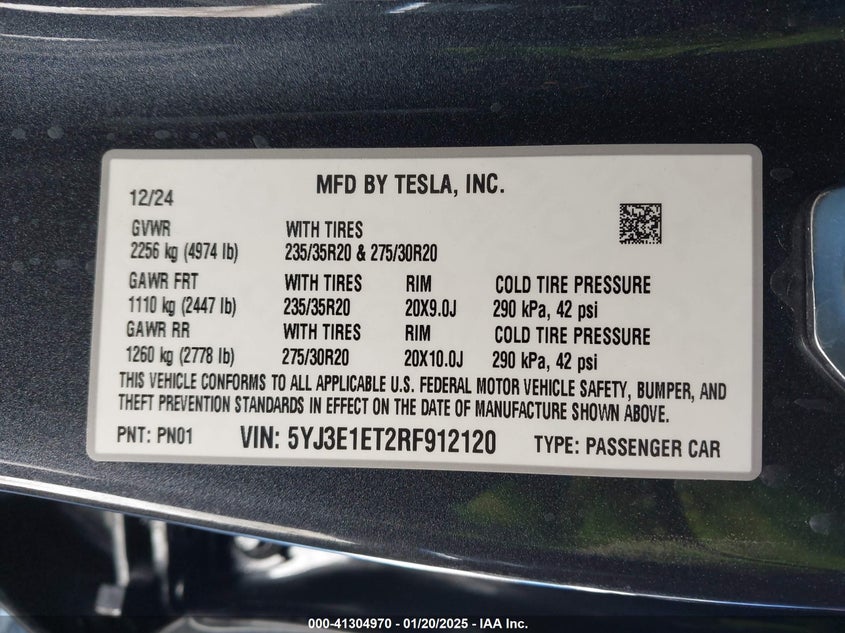 MFD BY TESLA, INC.
12/24
GVWR WITH TIRES
2256 kg (4974 lb) 235/35R20 & 275/30R20
GAWR FRT WITH TIRES RIM COLD TIRE PRESSURE
1110 kg (2447 lb) 235/35R20 20X9.0J 290 kPa, 42 psi
GAWR RR WITH TIRES RIM COLD TIRE PRESSURE
1260 kg (2778 lb) 275/30R20 20X10.0J 290 kPa, 42 psi
THIS VEHICLE CONFORMS TO ALL APPLICABLE U.S. FEDERAL MOTOR VEHICLE SAFETY, BUMPER, AND
THEFT PREVENTION STANDARDS IN EFFECT ON THE DATE OF MANUFACTURE SHOWN ABOVE.
PNT: PN01 VIN: 5YJ3E1ET2RF912120 TYPE: PASSENGER CAR
000-41304970 - 01/20/2025 - IAA Inc.